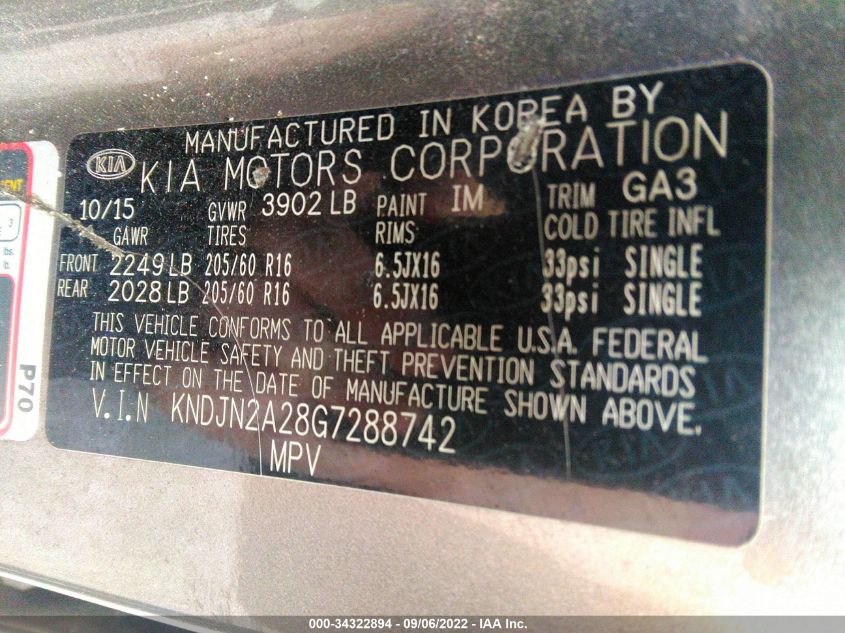 MANUFACTURED IN KOREA BY
KIA KIA MOTORS CORPORATION
10/15 GVWR 3902 LB PAINT IM TRIM GA3
GAWR TIRES RIMS COLD TIRE INFL
FRONT 2249 LB 205/60 R16 6.5JX16 33psi SINGLE
REAR 2028 LB 205/60 R16 6.5JX16 33psi SINGLE
THIS VEHICLE CONFORMS TO ALL APPLICABLE U.S.A. FEDERAL
MOTOR VEHICLE SAFETY AND THEFT PREVENTION STANDARDS
IN EFFECT ON THE DATE OF MANUFACTURE SHOWN ABOVE.
V.I.N KNDJN2A28G7288742
MPV
3
lbs.
lb.
P70
000-34322894 - 09/06/2022 - IAA Inc.